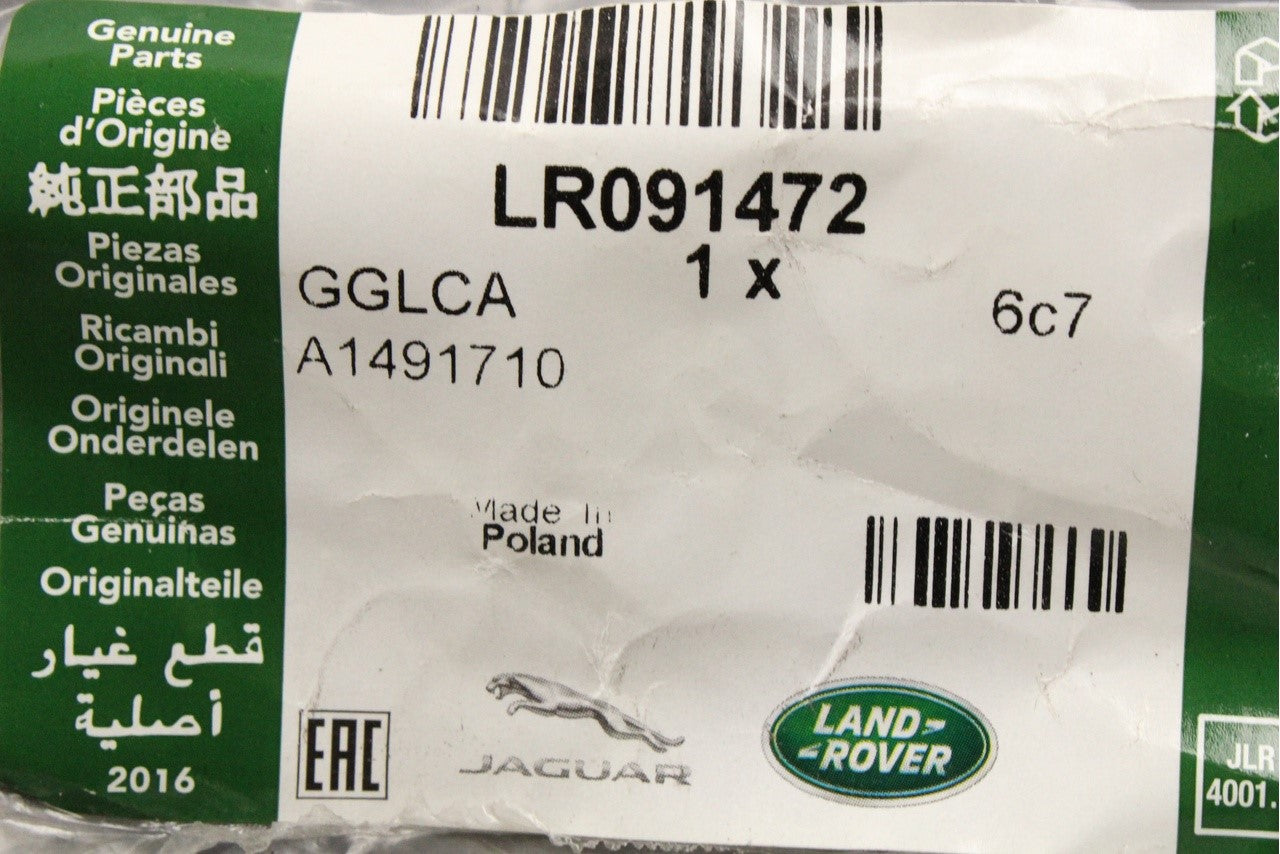 Genuine
Parts
Pièces
d'Origine
純正部品
Piezas
Originales
Ricambi
Originali
Originele
Onderdelen
Peças
Genuínas
Originalteile
قطع غيار
أصلية
2016
LR091472
1 x
GGLCA
6c7
A1491710
Made In
Poland
EAC
JAGUAR
LAND
ROVER
JLR
4001.